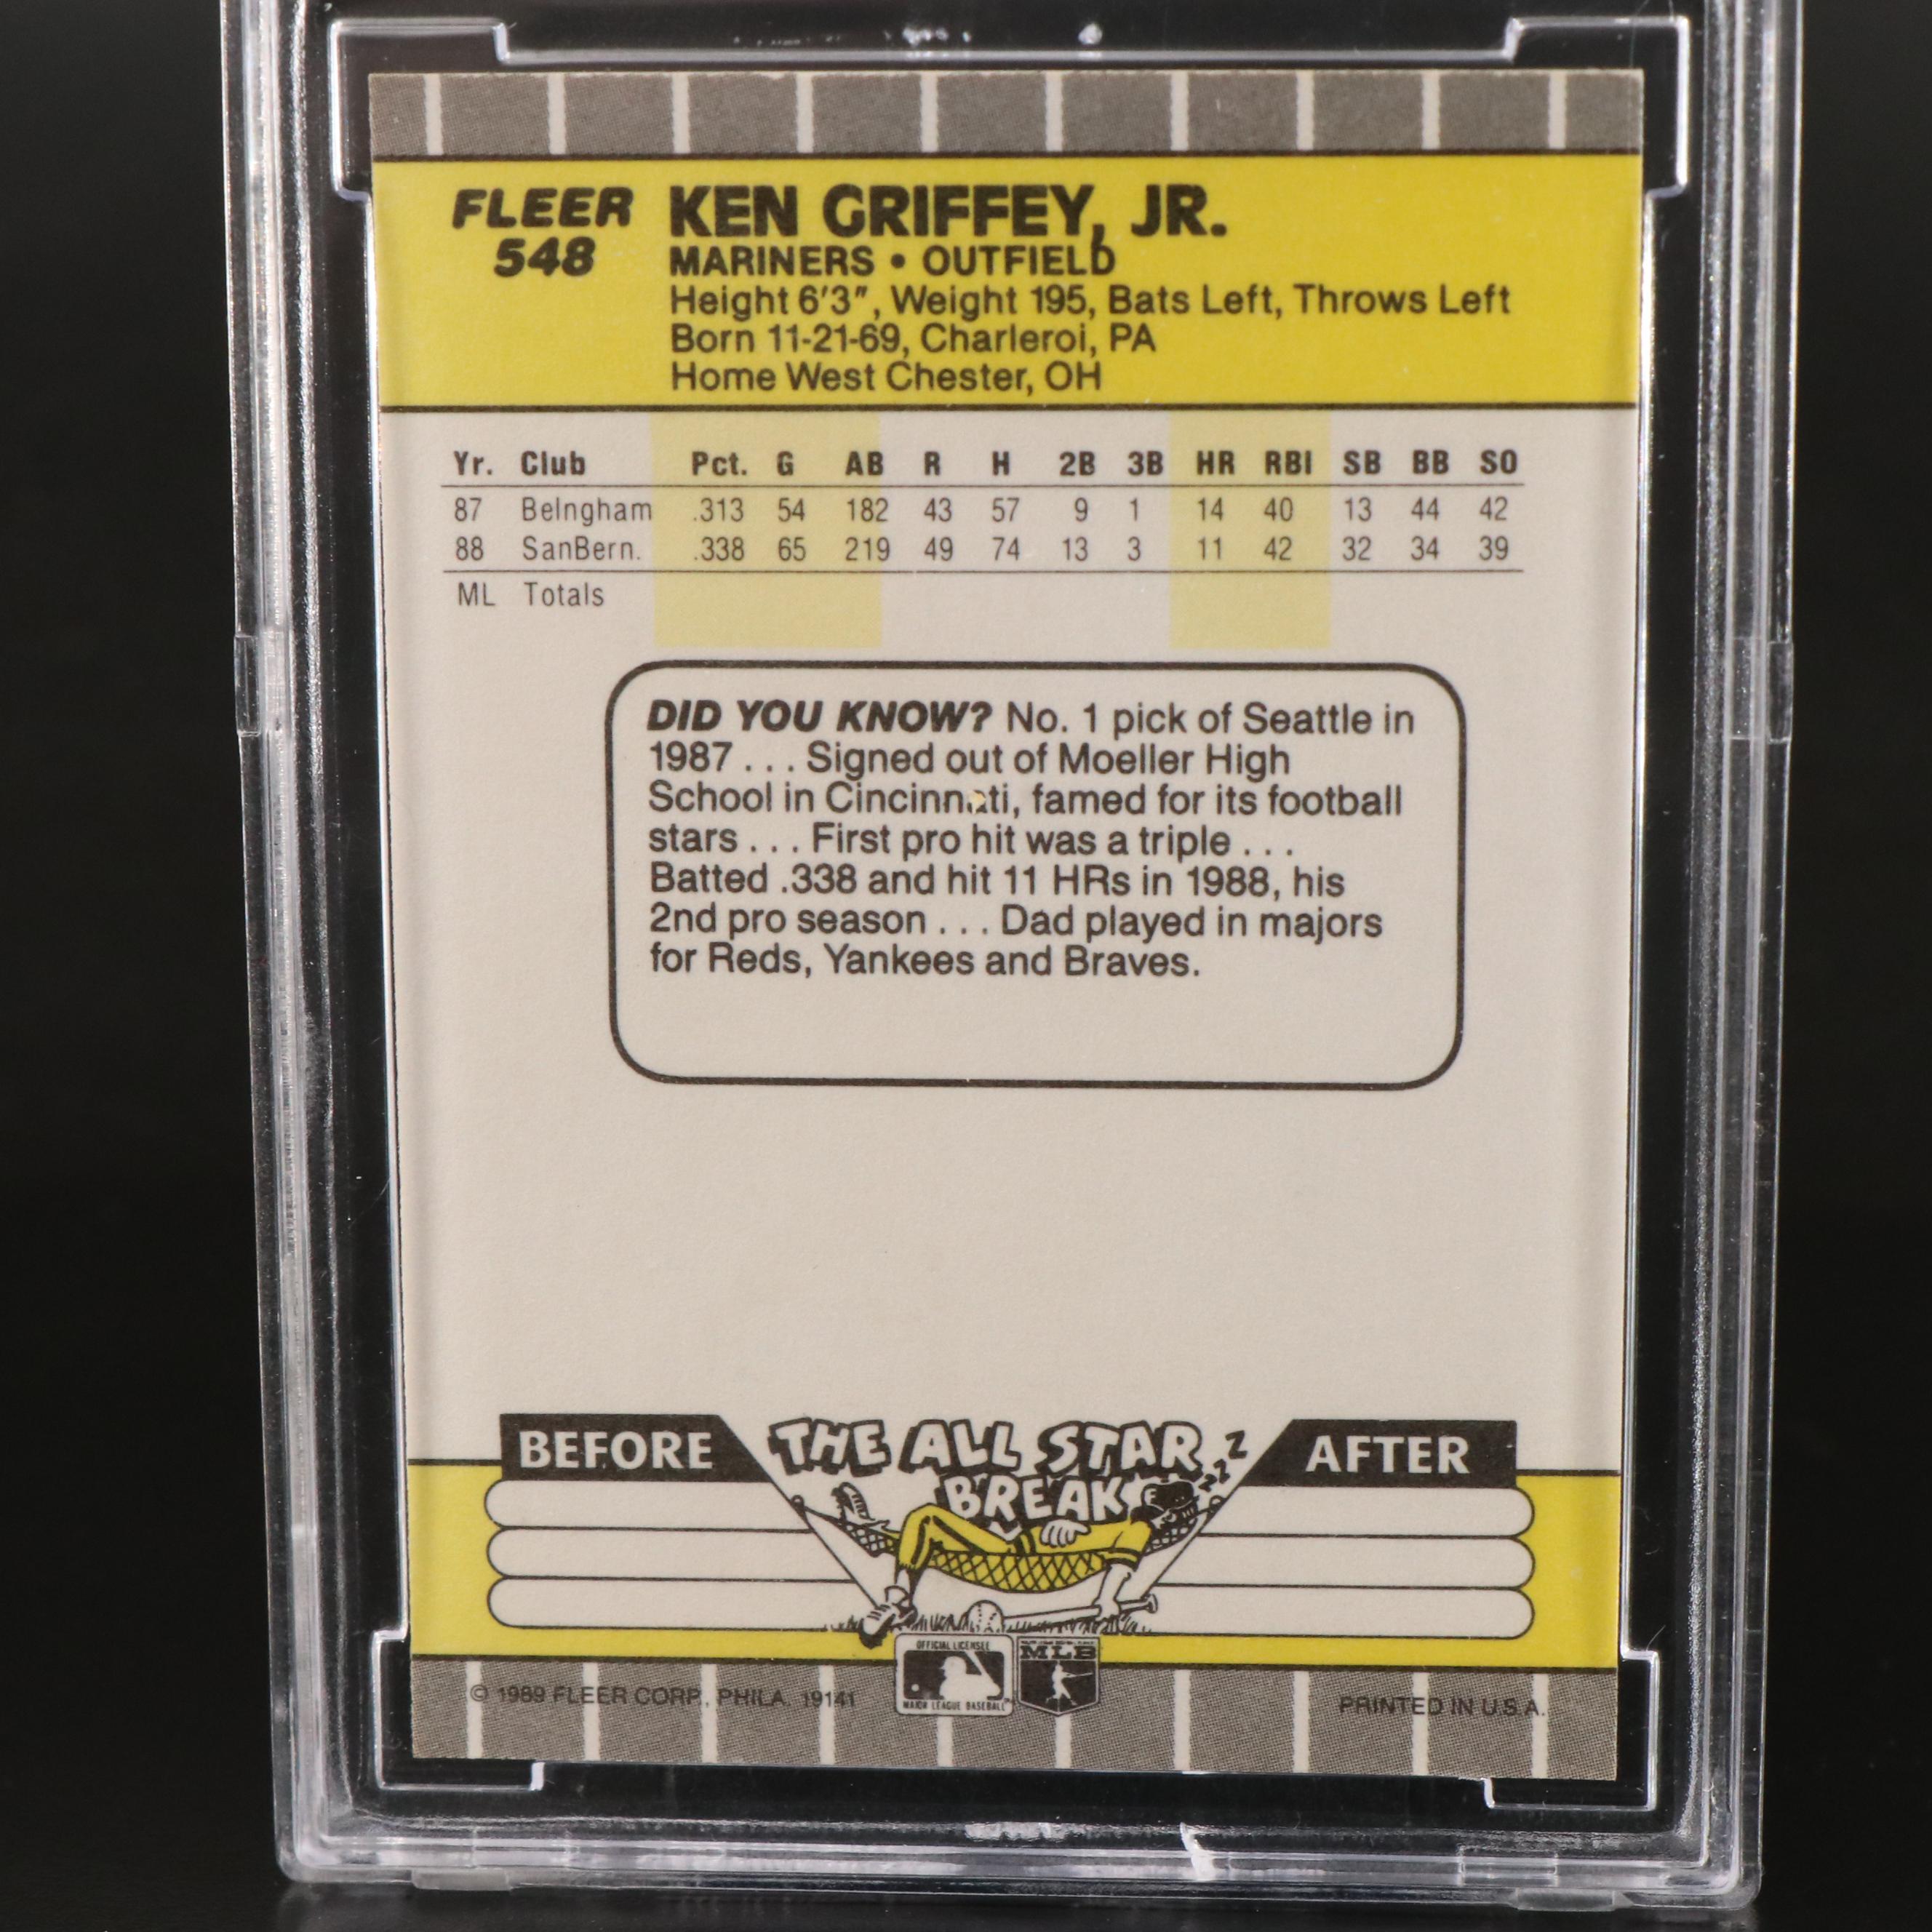 FLEER
548
KEN GRIFFEY, JR.
MARINERS • OUTFIELD
Height 6'3", Weight 195, Bats Left, Throws Left
Born 11-21-69, Charleroi, PA
Home West Chester, OH
Yr. Club Pct. G AB R H 2B 3B HR RBI SB BB SO
87 Belngham .313 54 182 43 57 9 1 14 40 13 44 42
88 SanBern. .338 65 219 49 74 13 3 11 42 32 34 39
ML Totals
DID YOU KNOW? No. 1 pick of Seattle in
1987 . . . Signed out of Moeller High
School in Cincinnati, famed for its football
stars . . . First pro hit was a triple . . .
Batted .338 and hit 11 HRs in 1988, his
2nd pro season . . . Dad played in majors
for Reds, Yankees and Braves.
BEFORE
THE ALL STAR
BREAK
Z Z Z Z
F
AFTER
OFFICIAL LICENSEE
MAJOR LEAGUE BASEBALL
MLB
© 1989 FLEER CORP., PHILA. 19141
PRINTED IN U.S.A.